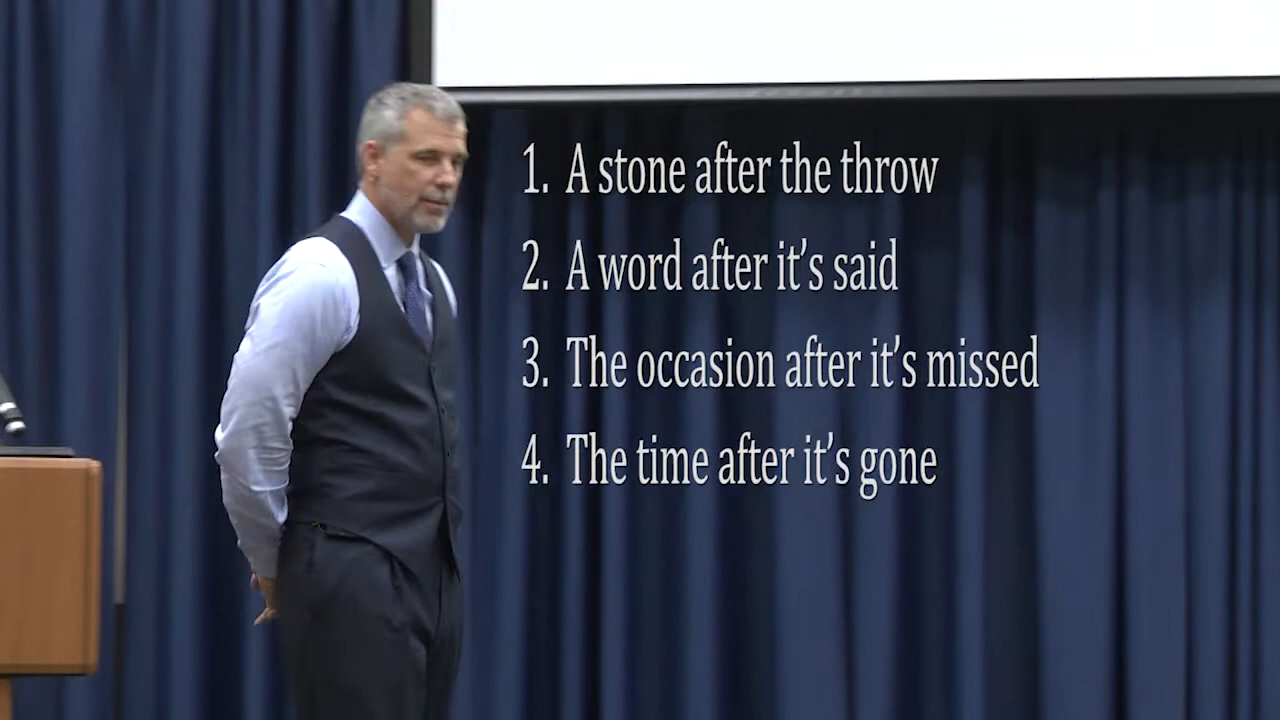 1. A stone after the throw
2. A word after it’s said
3. The occasion after it’s missed
4. The time after it’s gone